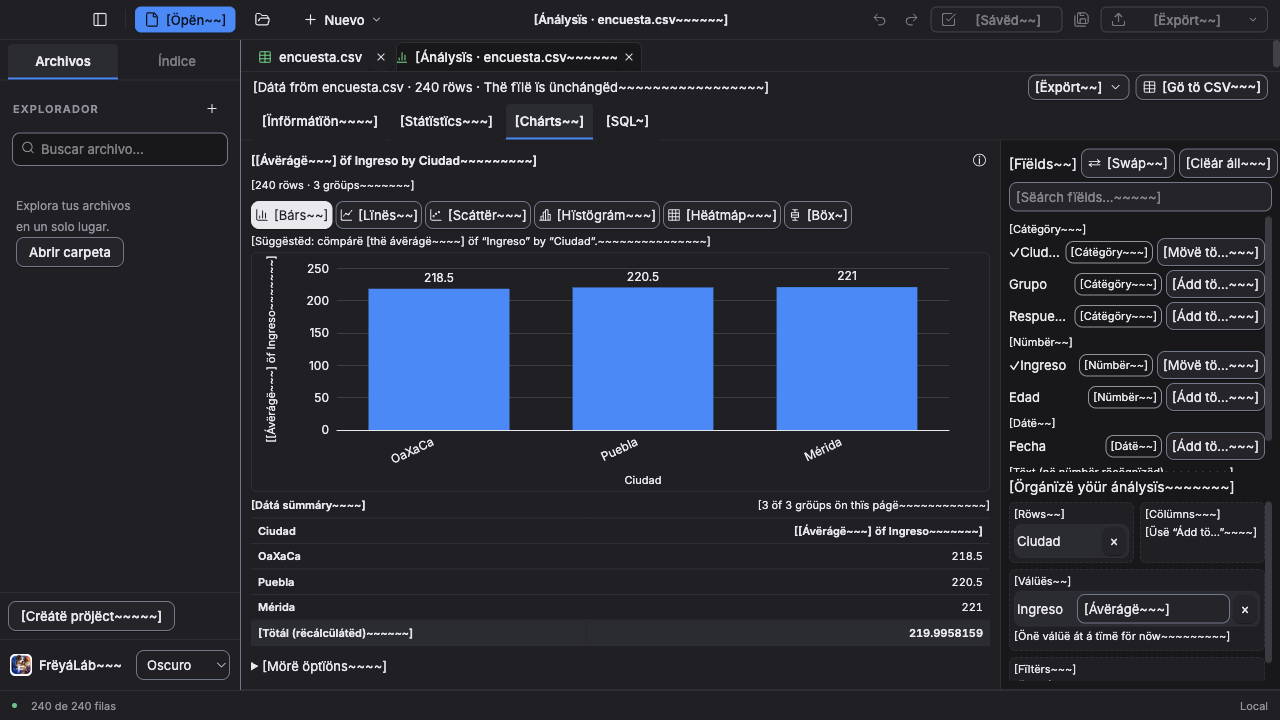 [Öpën~~]
Nuevo
[Ánálysïs · encuesta.csv~~~~~~]
[Sávëd~~]
[Ëxpört~~]
Archivos
Índice
encuesta.csv ×
[Ánálysïs · encuesta.csv~~~~~~ ×
[Dátá fröm encuesta.csv · 240 röws · Thë fïlë ïs ünchángëd~~~~~~~~~~~~~~~~~]
[Ëxpört~~]
[Gö tö CSV~~~]
EXPLORADOR +
Buscar archivo...
Explora tus archivos
en un solo lugar.
Abrir carpeta
[Crëátë pröjëct~~~~~]
FrëyáLáb~~~
Oscuro
[Ïnförmátïön~~~~]
[Státïstïcs~~~]
[Chárts~~]
[SQL~]
[[Ávërágë~~~] öf Ingreso by Ciudad~~~~~~~~~]
[240 röws · 3 gröüps~~~~~~~]
[Bárs~~]
[Lïnës~~]
[Scáttër~~~]
[Hïstögrám~~~]
[Hëátmáp~~~]
[Böx~]
[Süggëstëd: cömpárë [thë ávërágë~~~~] öf “Ingreso” by “Ciudad”.~~~~~~~~~~~~~~~]
[[Ávërágë~~~] öf Ingreso~~~~~~~]
250
200
150
100
50
0
218.5
220.5
221
OaXaCa
Puebla
Mérida
Ciudad
[Dátá sümmáry~~~~]
[3 öf 3 gröüps ön thïs págë~~~~~~~~~~~~]
Ciudad
[[Ávërágë~~~] öf Ingreso~~~~~~~]
OaXaCa 218.5
Puebla 220.5
Mérida 221
[Tötál (rëcálcülátëd)~~~~~~] 219.9958159
[Mörë öptïöns~~~~]
[Fïëlds~~]
[Swáp~~]
[Clëár áll~~~]
[Sëárch fïëlds...~~~~~]
[Cátëgöry~~~]
✓Ciud... [Cátëgöry~~~] [Mövë tö...~~~]
Grupo [Cátëgöry~~~] [Ádd tö...~~~]
Respue... [Cátëgöry~~~] [Ádd tö...~~~]
[Nümbër~~]
✓Ingreso [Nümbër~~] [Mövë tö...~~~]
Edad [Nümbër~~] [Ádd tö...~~~]
[Dátë~~]
Fecha [Dátë~~] [Ádd tö...~~~]
[Örgánïzë yöür ánálysïs~~~~~~~]
[Röws~~]
Ciudad ×
[Cölümns~~~]
[Üsë “Ádd tö...”~~~~]
[Válüës~~]
Ingreso [Ávërágë~~~] ×
[Önë válüë át á tïmë för nöw~~~~~~~~~]
[Fïltërs~~~]
240 de 240 filas
Local